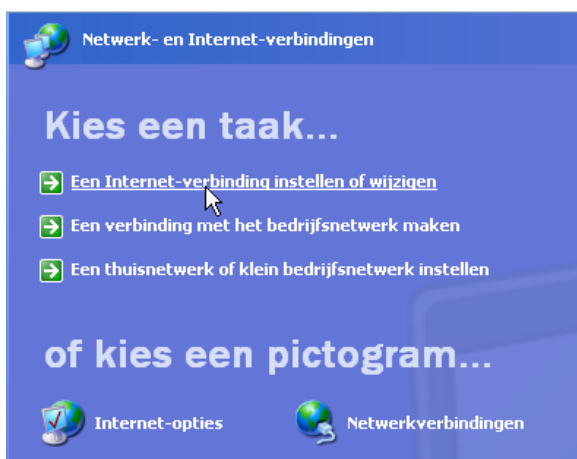 Netwerk- en Internet-verbindingen
Kies een taak...
Een Internet-verbinding instellen of wijzigen
Een verbinding met het bedrijfsnetwerk maken
Een thuisnetwerk of klein bedrijfsnetwerk instellen
of kies een pictogram...
Internet-opties
Netwerkverbindingen